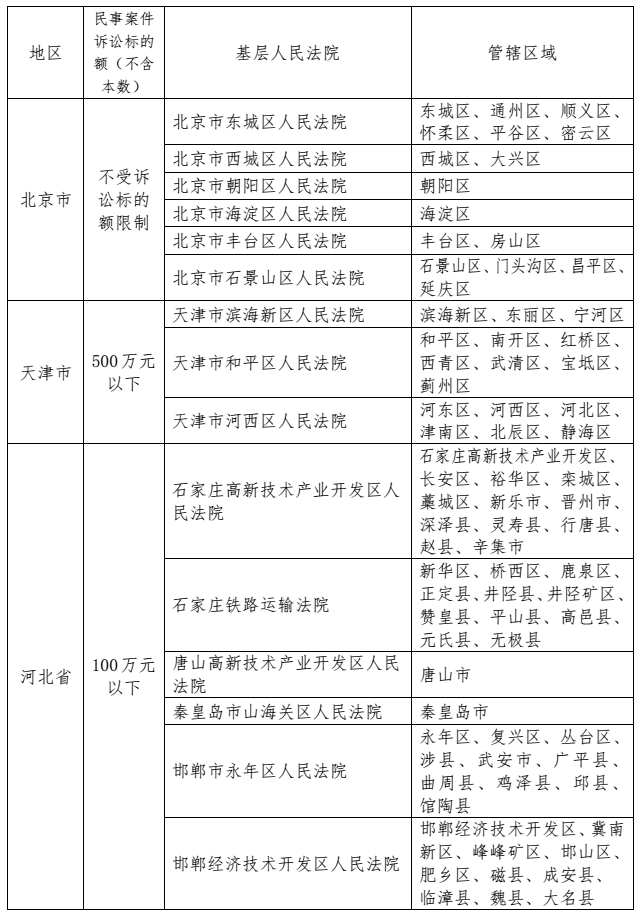 地区
民事案件
诉讼标的
额（不含
本数）
基层人民法院
管辖区域
北京市
不受诉
讼标的
额限制
北京市东城区人民法院
东城区、通州区、顺义区、
怀柔区、平谷区、密云区
北京市西城区人民法院
西城区、大兴区
北京市朝阳区人民法院
朝阳区
北京市海淀区人民法院
海淀区
北京市丰台区人民法院
丰台区、房山区
北京市石景山区人民法院
石景山区、门头沟区、昌平区、
延庆区
天津市
500万元
以下
天津市滨海新区人民法院
滨海新区、东丽区、宁河区
天津市和平区人民法院
和平区、南开区、红桥区、
西青区、武清区、宝坻区、
蓟州区
天津市河西区人民法院
河东区、河西区、河北区、
津南区、北辰区、静海区
河北省
100万元
以下
石家庄高新技术产业开发区人
民法院
石家庄高新技术产业开发区、
长安区、裕华区、栾城区、
藁城区、新乐市、晋州市、
深泽县、灵寿县、行唐县、
赵县、辛集市
石家庄铁路运输法院
新华区、桥西区、鹿泉区、
正定县、井陉县、井陉矿区、
赞皇县、平山县、高邑县、
元氏县、无极县
唐山高新技术产业开发区人民
法院
唐山市
秦皇岛市山海关区人民法院
秦皇岛市
邯郸市永年区人民法院
永年区、复兴区、丛台区、
涉县、武安市、广平县、
曲周县、鸡泽县、邱县、
馆陶县
邯郸经济技术开发区人民法院
邯郸经济技术开发区、冀南
新区、峰峰矿区、邯山区、
肥乡区、磁县、成安县、
临漳县、魏县、大名县